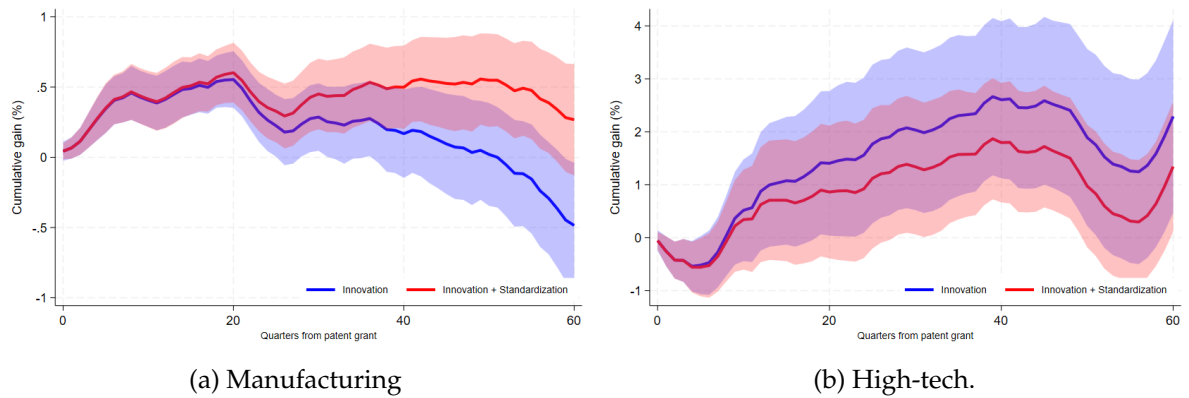 Cumulative gain (%)
1
.5
0
-.5
-1
0
20
40
60
Innovation
Innovation + Standardization
Quarters from patent grant
(a) Manufacturing
Cumulative gain (%)
4
3
2
1
0
-1
0
20
40
60
Innovation
Innovation + Standardization
Quarters from patent grant
(b) High-tech.